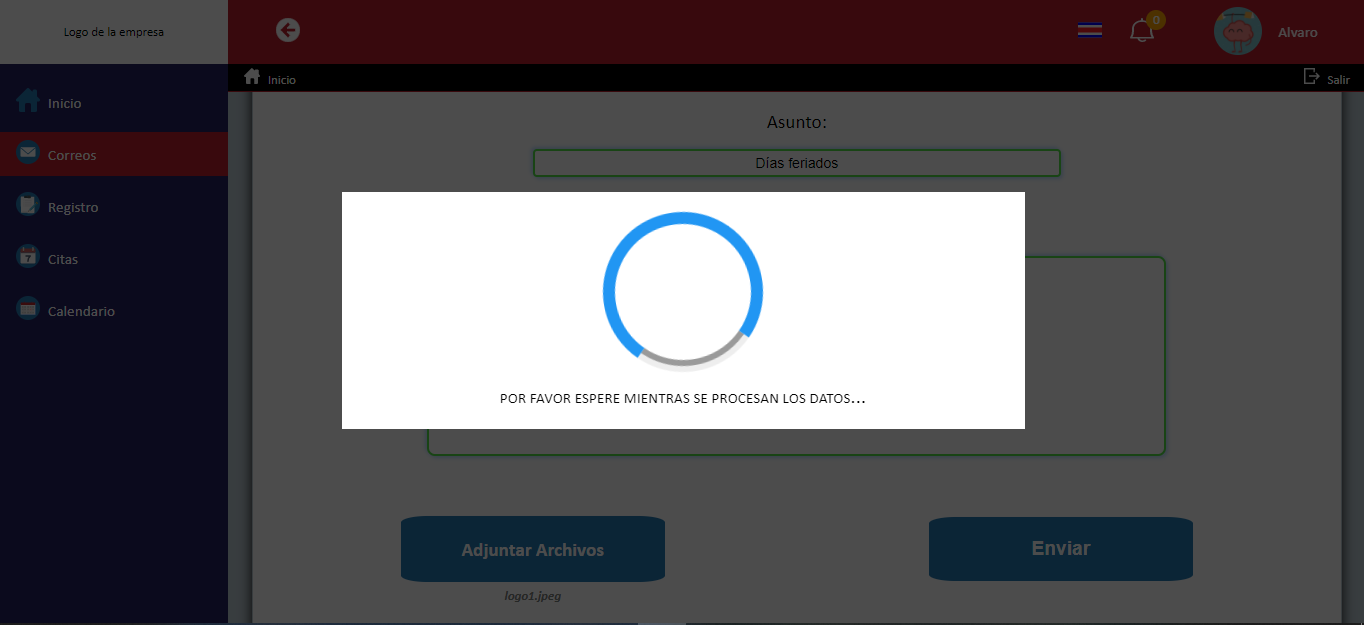 Logo de la empresa
0
Alvaro
Inicio
Salir
Inicio
Correos
Registro
7
Citas
Calendario
Asunto:
Días feriados
POR FAVOR ESPERE MIENTRAS SE PROCESAN LOS DATOS...
Adjuntar Archivos
Enviar
logo1.jpeg